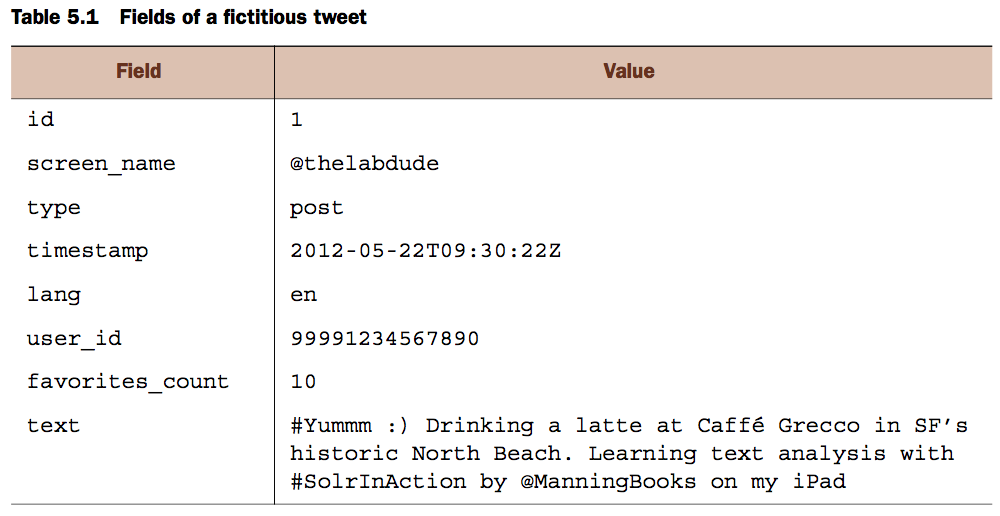 Table 5.1 Fields of a fictitious tweet
Field Value
id 1
screen_name @thelabdude
type post
timestamp 2012-05-22T09:30:22Z
lang en
user_id 99991234567890
favorites_count 10
text #Yummm :) Drinking a latte at Caffé Grecco in SF’s
historic North Beach. Learning text analysis with
#SolrInAction by @ManningBooks on my iPad